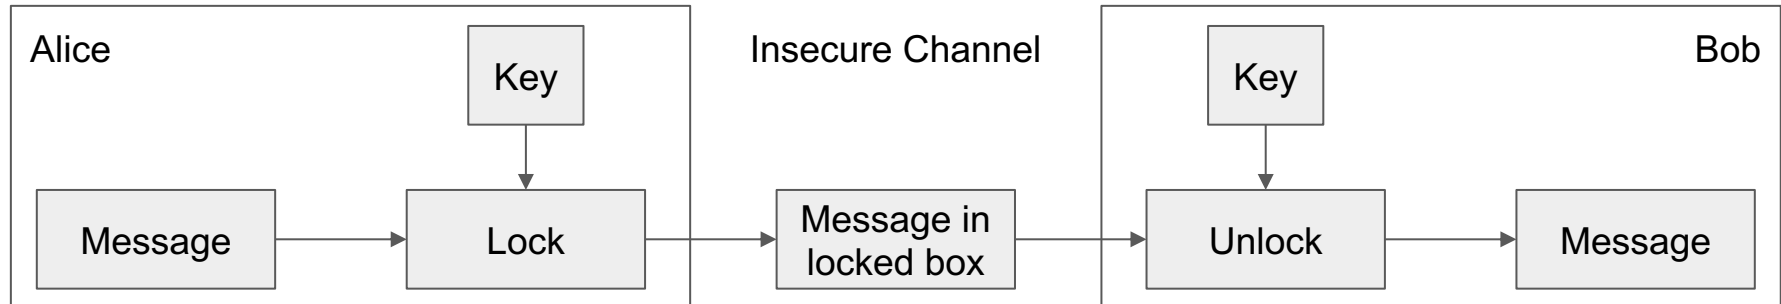 Alice
Insecure Channel
Bob
Key
Key
Message
Lock
Message in
locked box
Unlock
Message